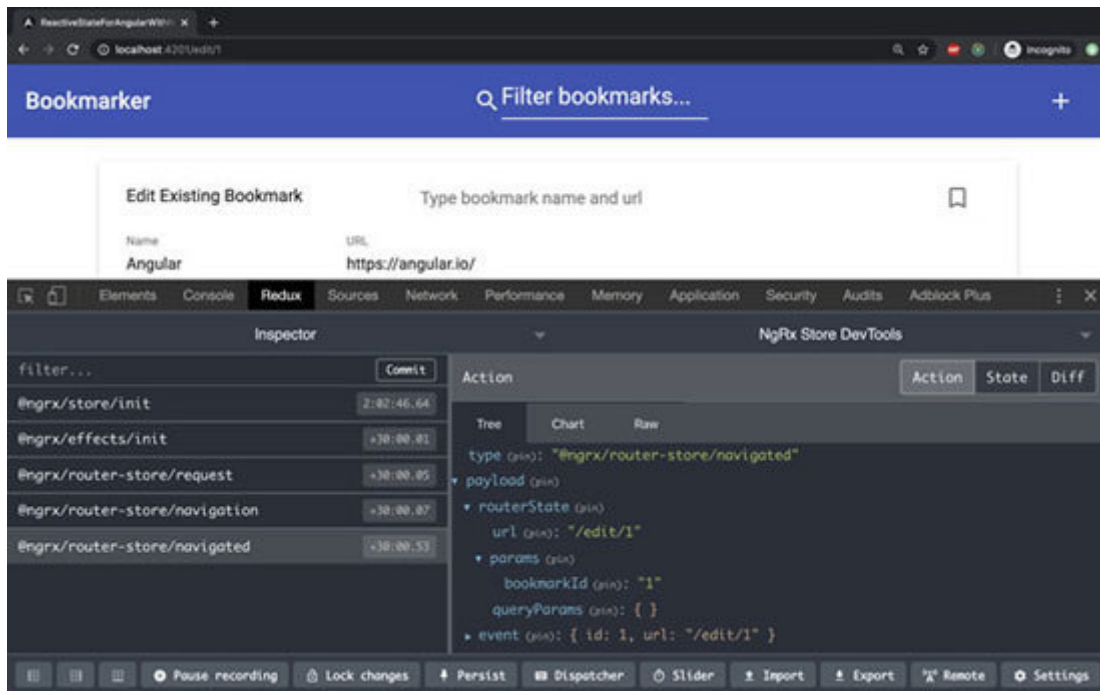 ReactiveStateForAngularWithN
localhost:4201/edit/1
Incognito
Bookmarker
Filter bookmarks...
+
Edit Existing Bookmark
Type bookmark name and url
Name
URL
Angular
https://angular.io/
Elements Console Redux Sources Network Performance Memory Application Security Audits Adblock Plus
Inspector
NgRx Store DevTools
filter...
Commit
Action
Action State Diff
@ngrx/store/init
2:02:46.64
Tree Chart Raw
@ngrx/effects/init
+30:00.01
type (pin): "@ngrx/router-store/navigated"
@ngrx/router-store/request
+30:00.05
payload (pin)
routerState (pin)
@ngrx/router-store/navigation
+30:00.07
url (pin): "/edit/1"
@ngrx/router-store/navigated
+30:00.53
params (pin)
bookmarkId (pin): "1"
queryParams (pin): { }
event (pin): { id: 1, url: "/edit/1" }
Pause recording Lock changes Persist Dispatcher Slider Import Export Remote Settings